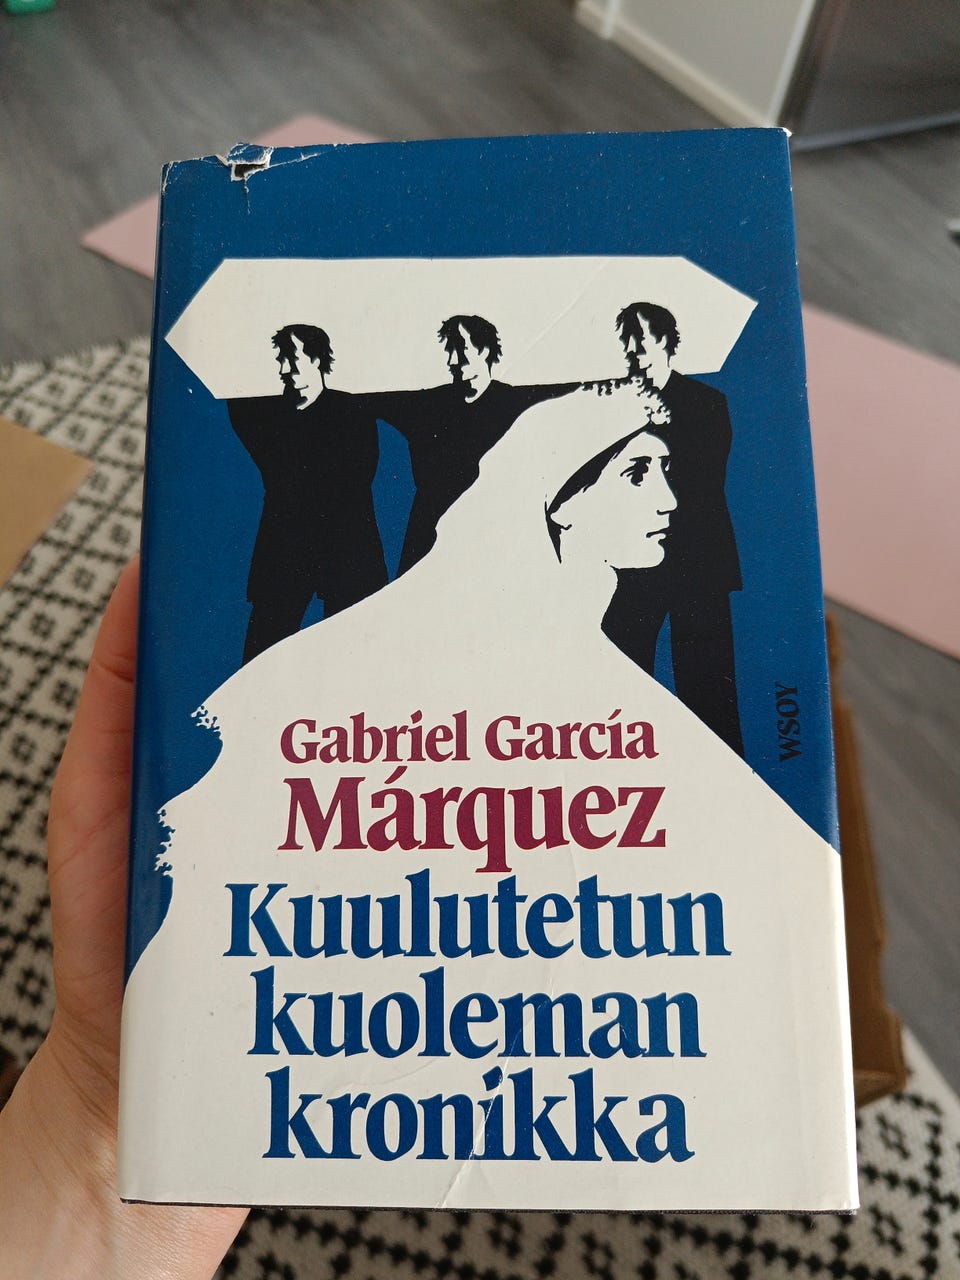 WSOY
Gabriel García
Márquez
Kuulutetun
kuoleman
kronikka